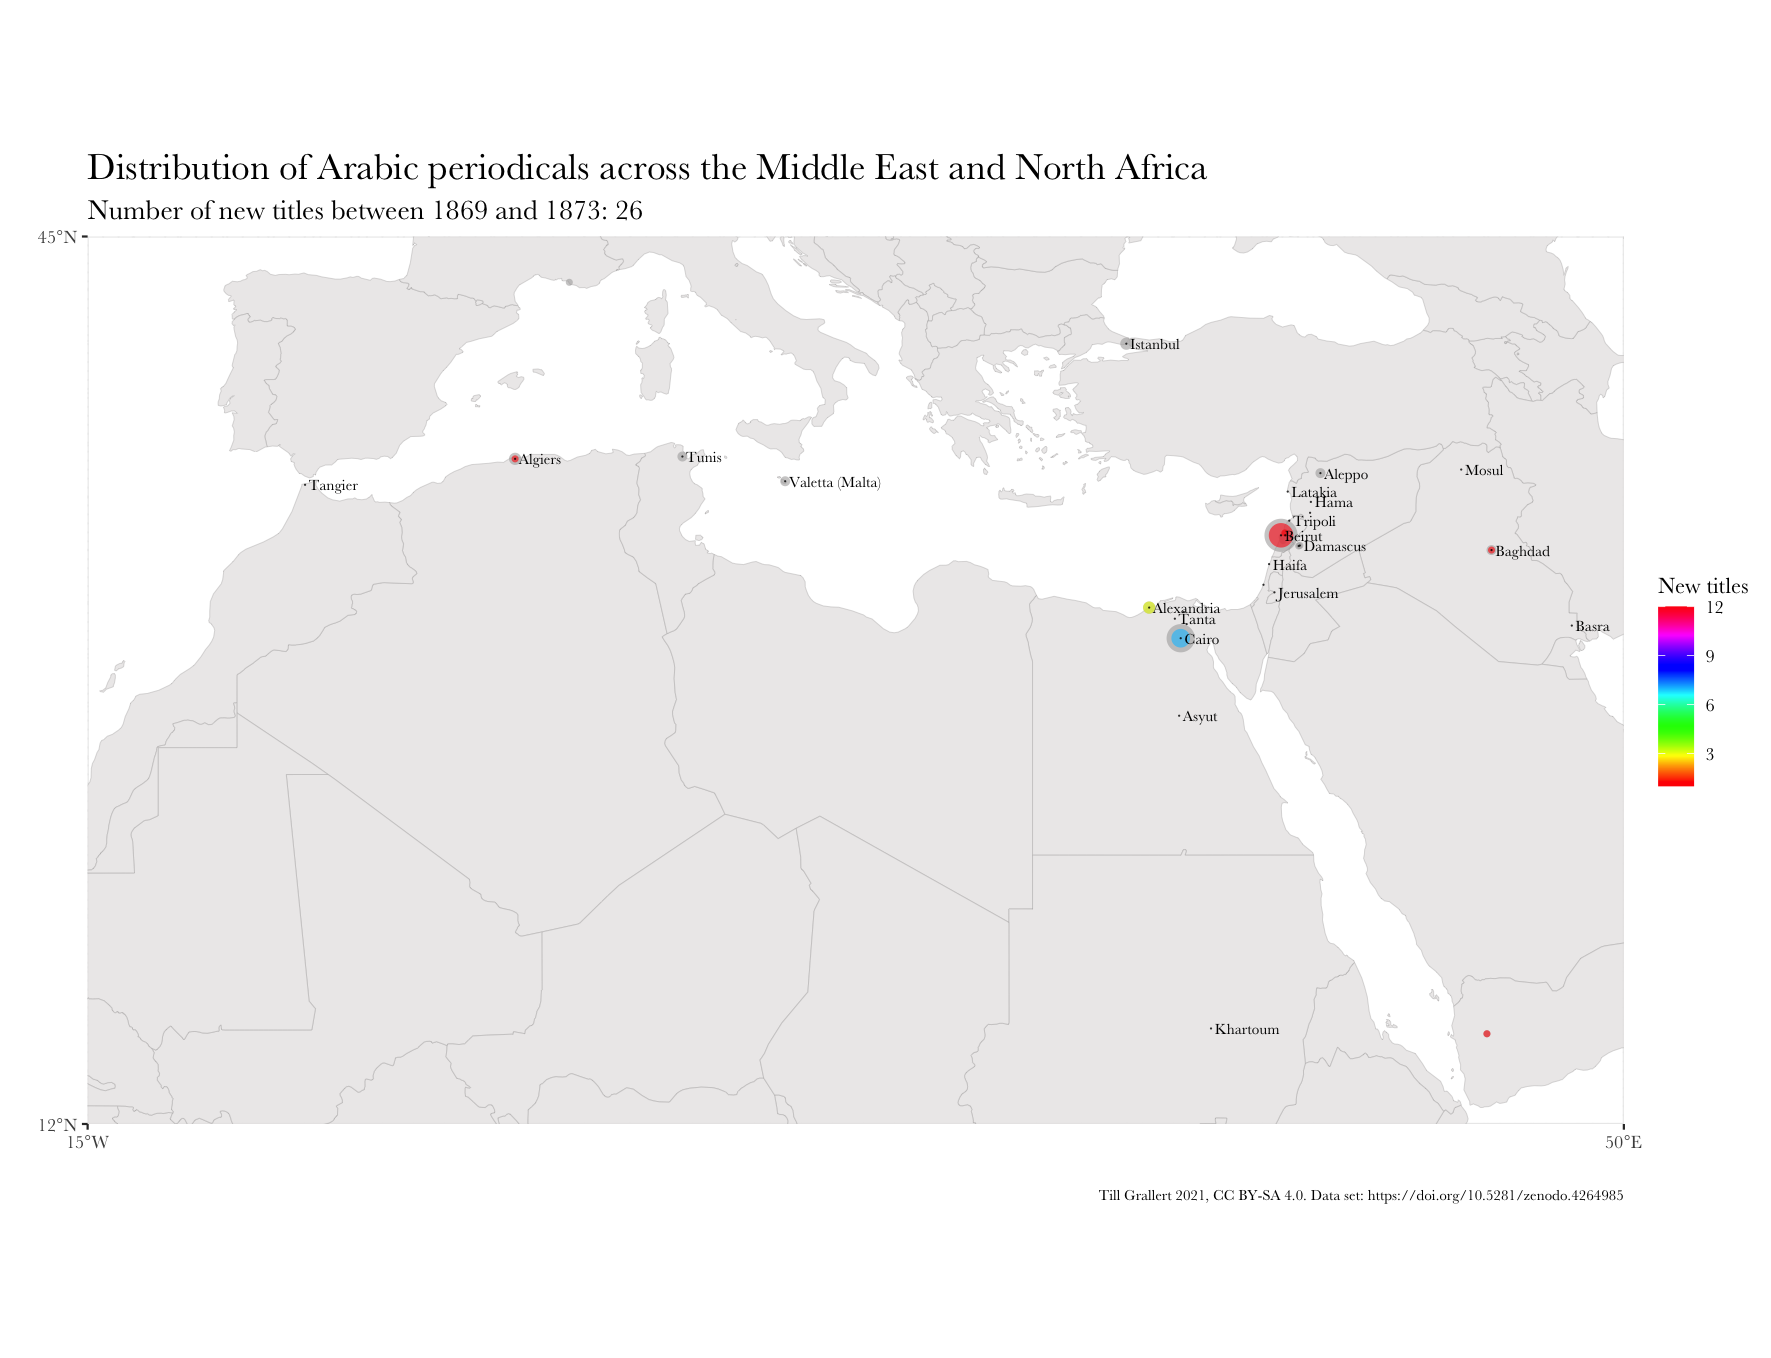 Distribution of Arabic periodicals across the Middle East and North Africa
Number of new titles between 1869 and 1873: 26
45°N
Istanbul
Algiers
Tunis
Tangier
Valetta (Malta)
Aleppo
Mosul
Latakia
Hama
Tripoli
Beirut
Damascus
Baghdad
Haifa
Jerusalem
Alexandria
Tanta
Cairo
Basra
Asyut
Khartoum
New titles
12
9
6
3
12°N
15°W
50°E
Till Grallert 2021, CC BY-SA 4.0. Data set: https://doi.org/10.5281/zenodo.4264985